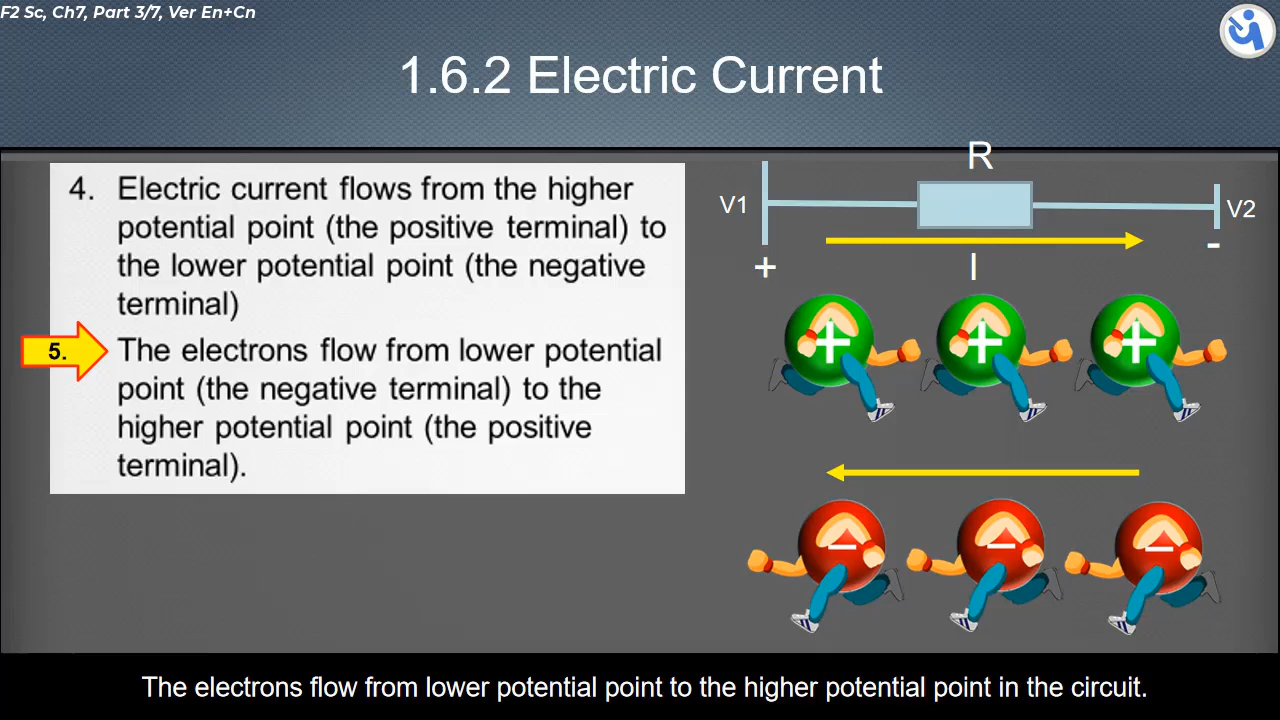 F2 Sc, Ch7, Part 3/7, Ver En+Cn
1.6.2 Electric Current
4. Electric current flows from the higher
potential point (the positive terminal) to
the lower potential point (the negative
terminal)
5. The electrons flow from lower potential
point (the negative terminal) to the
higher potential point (the positive
terminal).
R
V1
V2
+
I
-
+ + +
- - -
The electrons flow from lower potential point to the higher potential point in the circuit.